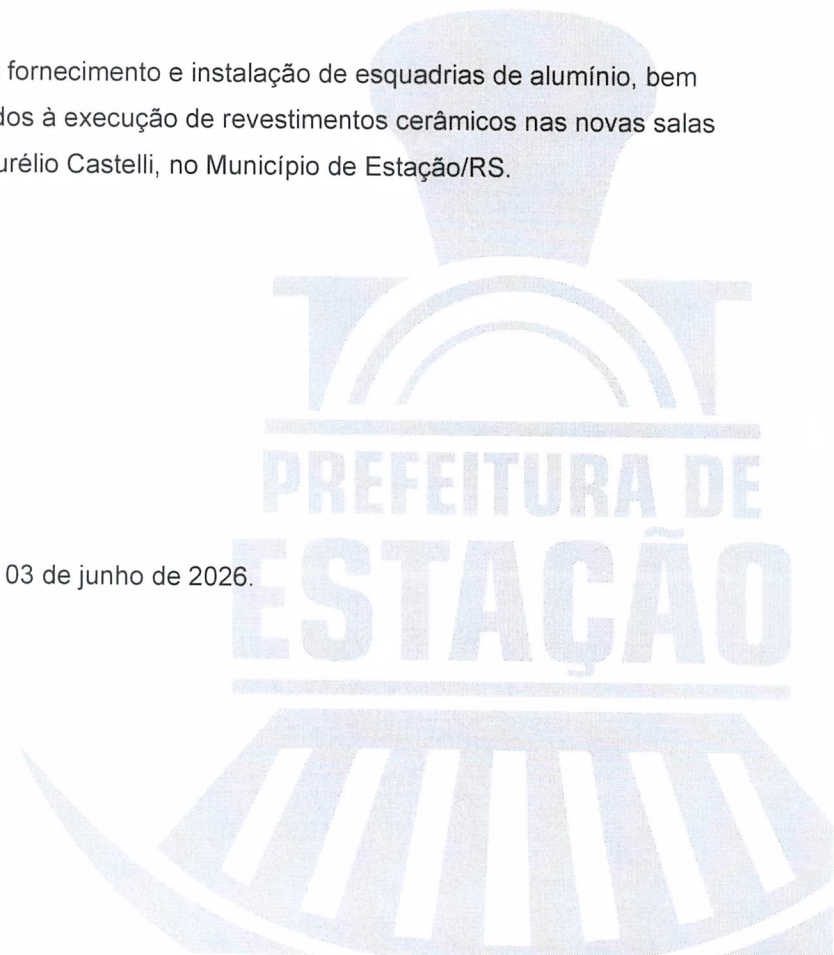 fornecimento e instalação de esquadrias de alumínio, bem
dos à execução de revestimentos cerâmicos nas novas salas
urélio Castelli, no Município de Estação/RS.
PREFEITURA DE
ESTAÇÃO
03 de junho de 2026.